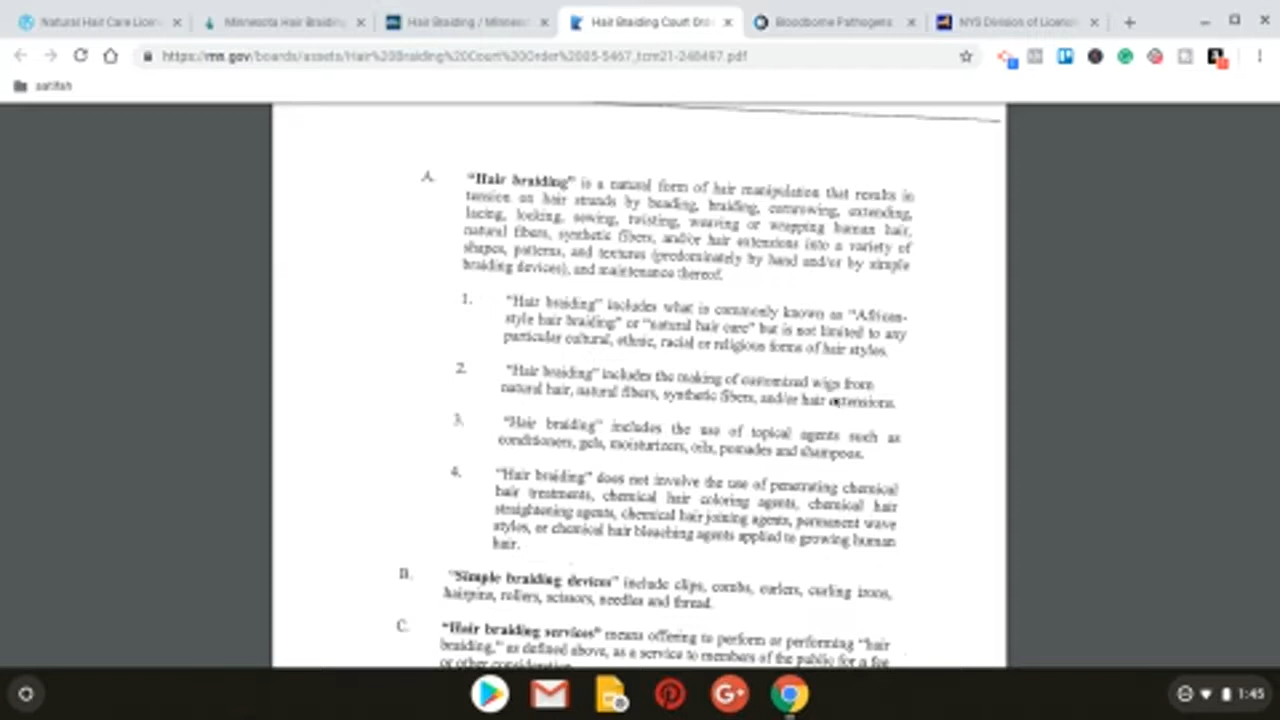 Natural Hair Care Licen
Minnesota Hair Braiding
Hair Braiding / Minnes
Hair Braiding Court Ord
Bloodborne Pathogens
NYS Division of Licens
https://mn.gov/boards/assets/Hair%20Braiding%20Court%20Order%2005-5467_tcm21-248497.pdf
A. "Hair braiding" is a natural form of hair manipulation that results in
tension on hair strands by beading, braiding, cornrowing, extending,
lacing, locking, sewing, twisting, weaving or wrapping human hair,
natural fibers, synthetic fibers, and/or hair extensions into a variety of
shapes, patterns, and textures (predominately by hand and/or by simple
braiding devices), and maintenance thereof.
1. "Hair braiding" includes what is commonly known as "African-
style hair braiding" or "natural hair care" but is not limited to any
particular cultural, ethnic, racial or religious forms of hair styles.
2. "Hair braiding" includes the making of customized wigs from
natural hair, natural fibers, synthetic fibers, and/or hair extensions.
3. "Hair braiding" includes the use of topical agents such as
conditioners, gels, moisturizers, oils, pomades and shampoos.
4. "Hair braiding" does not involve the use of penetrating chemical
hair treatments, chemical hair coloring agents, chemical hair
straightening agents, chemical hair joining agents, permanent wave
styles, or chemical hair bleaching agents applied to growing human
hair.
B. "Simple braiding devices" include clips, combs, curlers, curling irons,
hairpins, rollers, scissors, needles and thread.
C. "Hair braiding services" means offering to perform or performing "hair
braiding," as defined above, as a service to members of the public for a fee
or other consideration
1:45